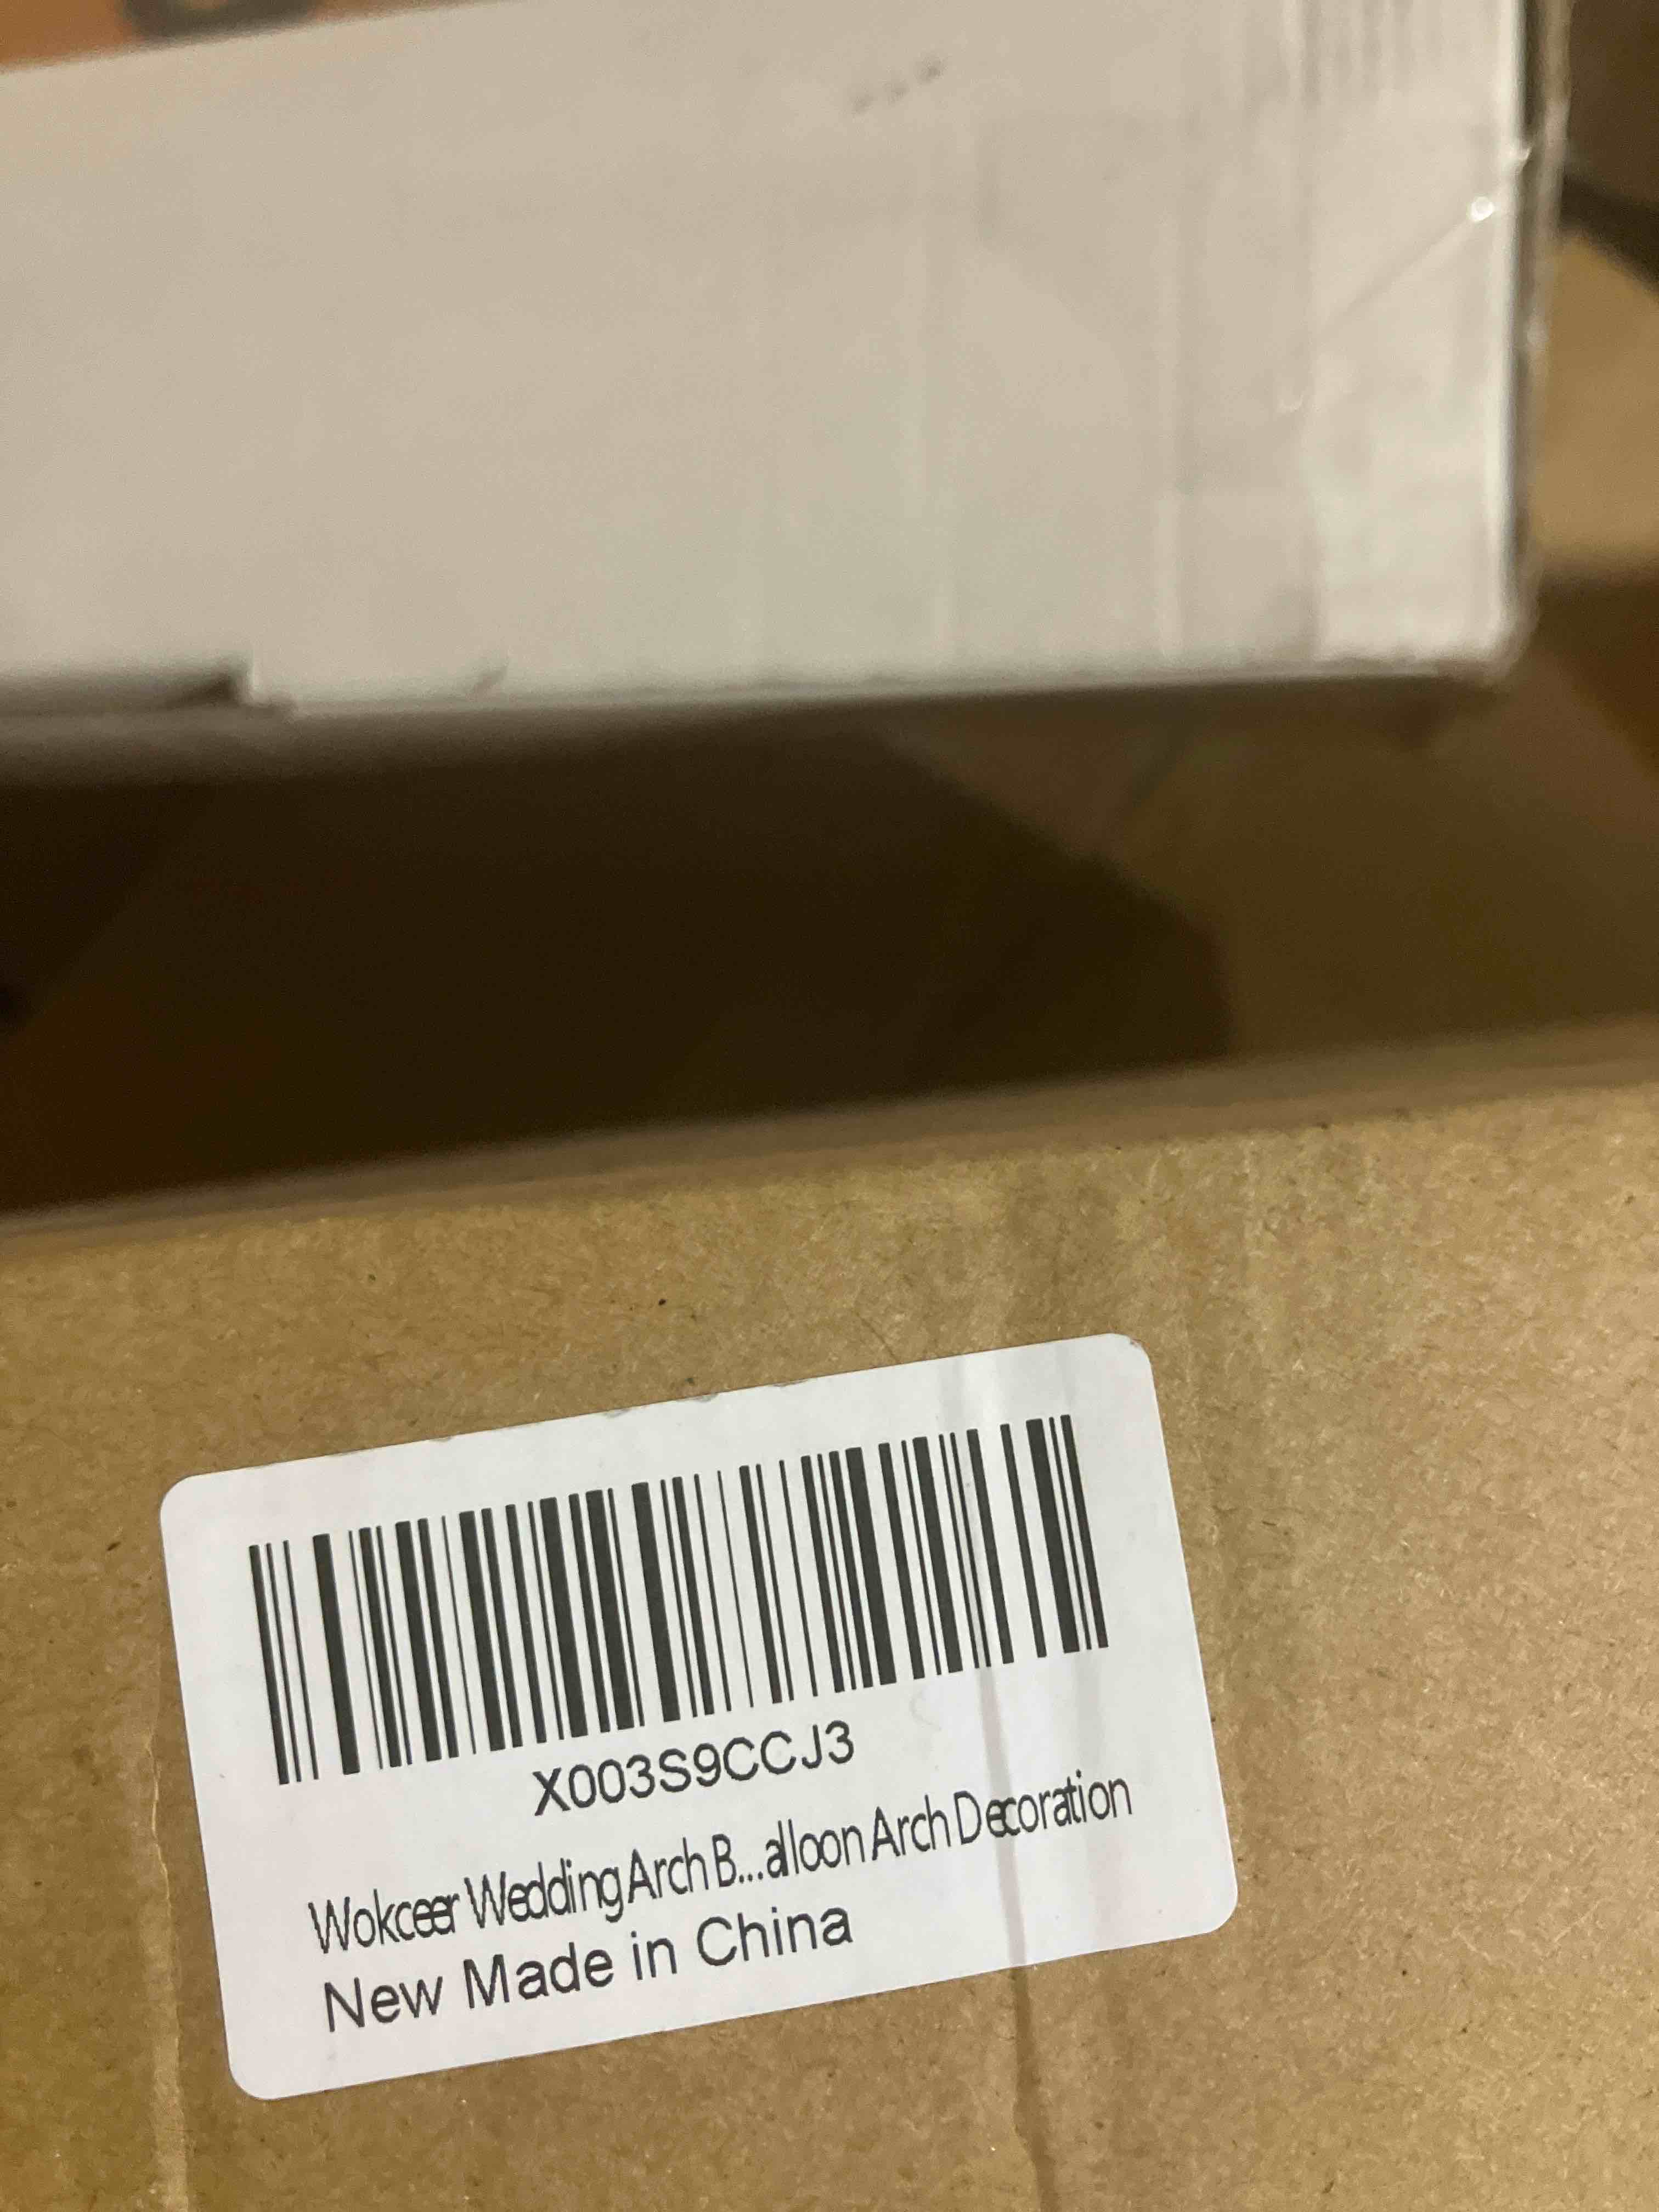 X003S9CCJ3
Wokceer Wedding Arch B...alloon Arch Decoration
New Made in China